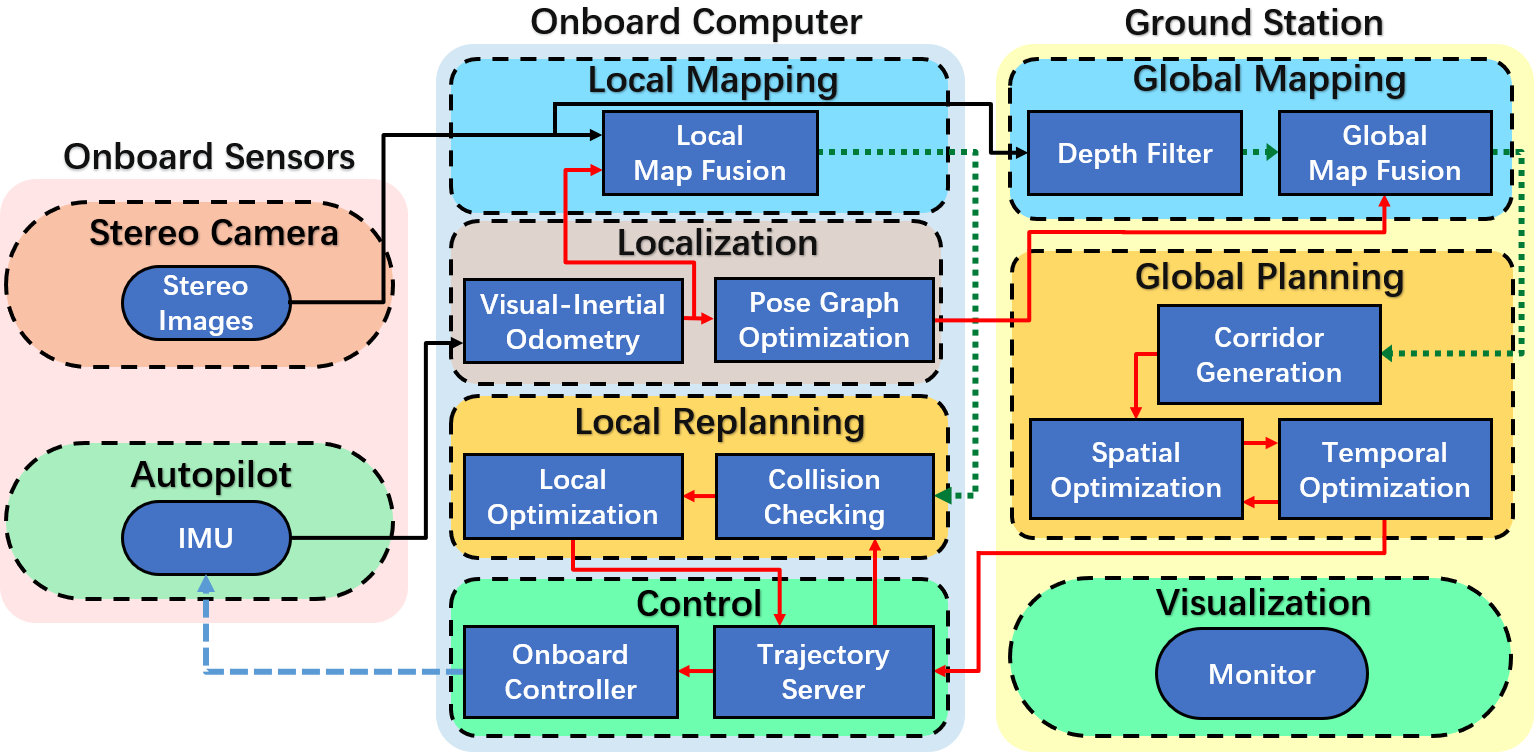 Onboard Sensors
Stereo Camera
Stereo
Images
Autopilot
IMU
Onboard Computer
Local Mapping
Local
Map Fusion
Localization
Visual-Inertial
Odometry
Pose Graph
Optimization
Local Replanning
Local
Optimization
Collision
Checking
Control
Onboard
Controller
Trajectory
Server
Ground Station
Global Mapping
Depth Filter
Global
Map Fusion
Global Planning
Corridor
Generation
Spatial
Optimization
Temporal
Optimization
Visualization
Monitor